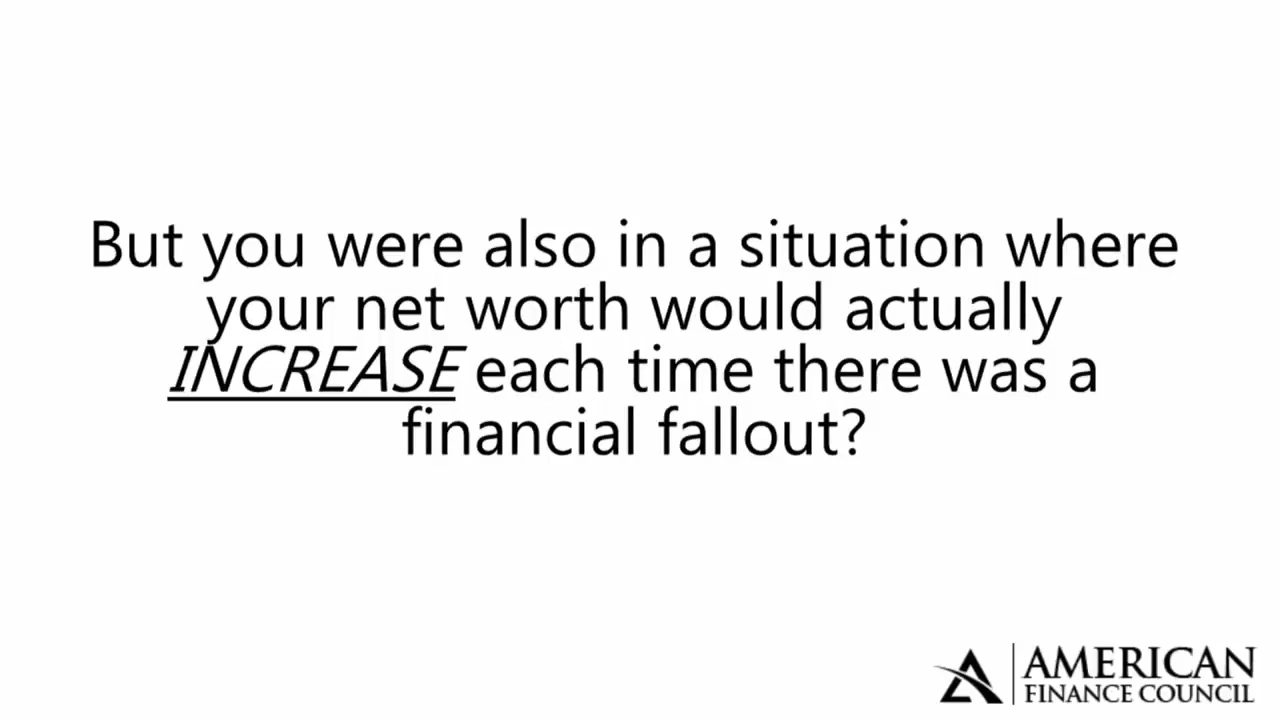 But you were also in a situation where
your net worth would actually
INCREASE each time there was a
financial fallout?
AMERICAN
FINANCE COUNCIL